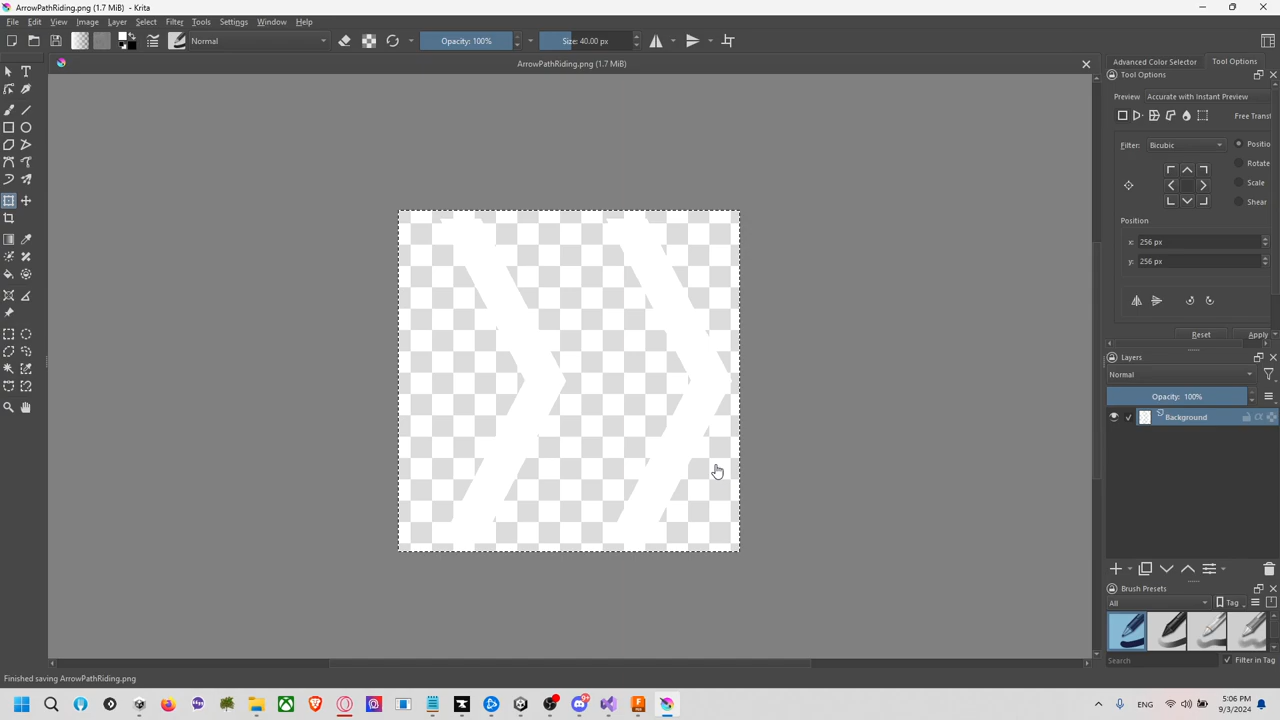 ArrowPathRiding.png (1.7 MiB) - Krita
File Edit View Image Layer Select Filter Tools Settings Window Help
Normal
Opacity: 100%
Size: 40.00 px
ArrowPathRiding.png (1.7 MiB)
Advanced Color Selector
Tool Options
Tool Options
Preview Accurate with Instant Preview
Free Transf
Filter: Bicubic
Positio
Rotate
Scale
Shear
Position
x: 256 px
y: 256 px
Reset
Apply
Layers
Normal
Opacity: 100%
Background
Brush Presets
All
Tag
Search
Filter in Tag
Finished saving ArrowPathRiding.png
ENG
5:06 PM
9/3/2024